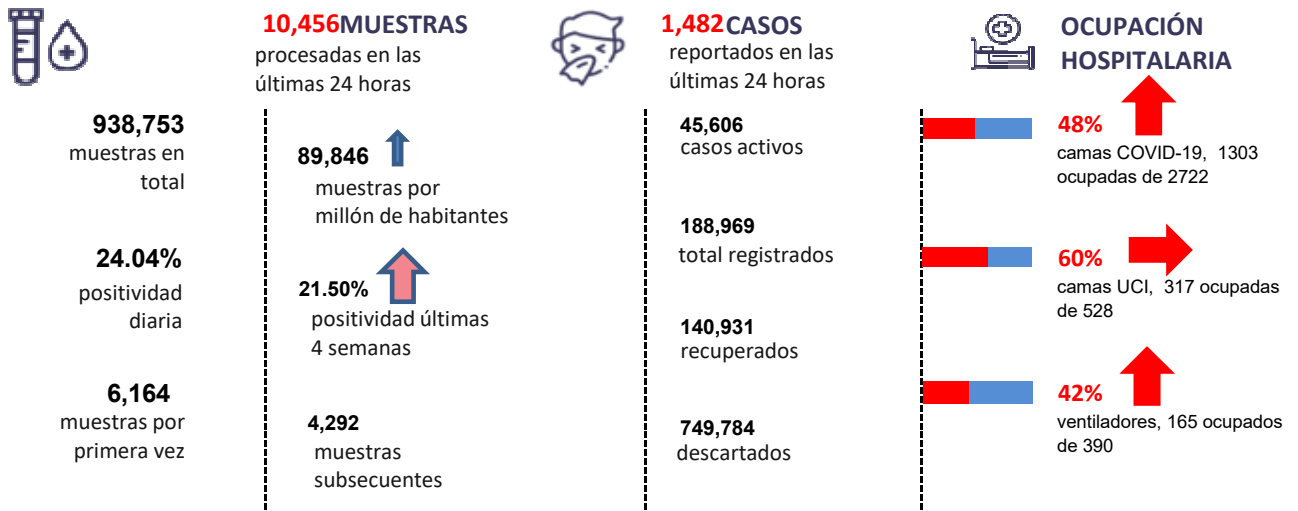 10,456MUESTRAS
procesadas en las
últimas 24 horas
1,482CASOS
reportados en las
últimas 24 horas
OCUPACIÓN
HOSPITALARIA
938,753
muestras en
total
24.04%
positividad
diaria
6,164
muestras por
primera vez
89,846
muestras por
millón de habitantes
21.50%
positividad últimas
4 semanas
4,292
muestras
subsecuentes
45,606
casos activos
188,969
total registrados
140,931
recuperados
749,784
descartados
48%
camas COVID-19, 1303
ocupadas de 2722
60%
camas UCI, 317 ocupadas
de 528
42%
ventiladores, 165 ocupados
de 390